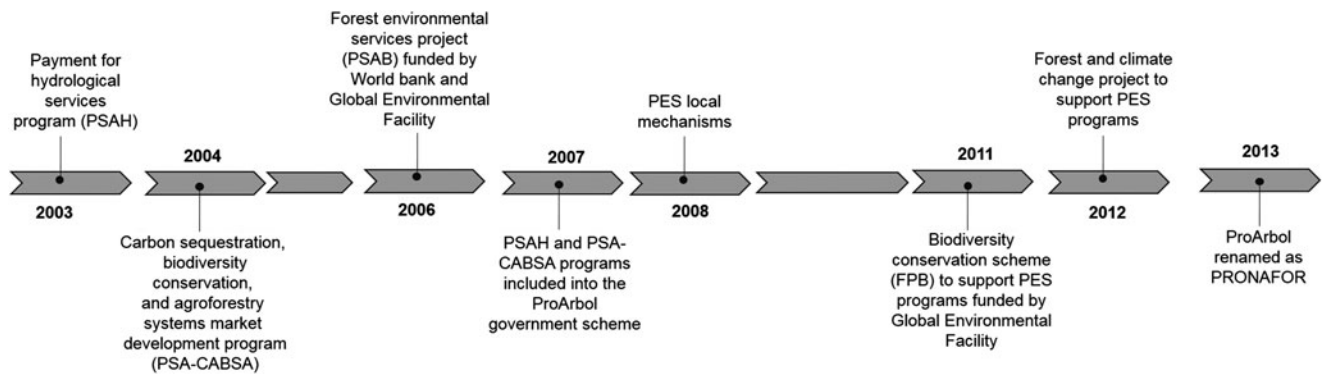 Payment for
hydrological
services
program (PSAH)
2003
2004
Carbon sequestration,
biodiversity
conservation,
and agroforestry
systems market
development program
(PSA-CABSA)
Forest environmental
services project
(PSAB) funded by
World bank and
Global Environmental
Facility
2006
2007
PSAH and PSA-
CABSA programs
included into the
ProArbol
government scheme
PES local
mechanisms
2008
2011
Biodiversity
conservation scheme
(FPB) to support PES
programs funded by
Global Environmental
Facility
Forest and climate
change project to
support PES
programs
2012
2013
ProArbol
renamed as
PRONAFOR